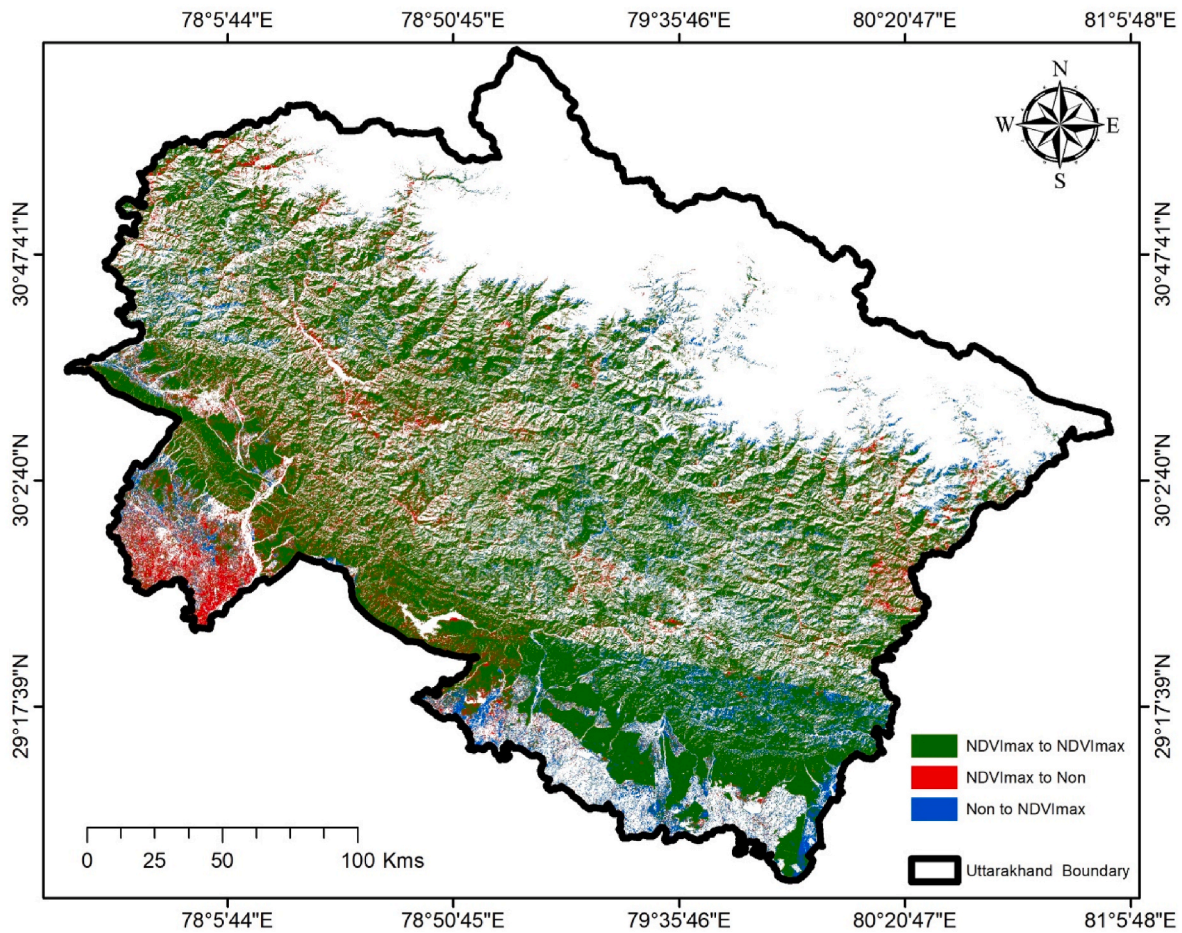 78°5'44"E 78°50'45"E 79°35'46"E 80°20'47"E 81°5'48"E
N
W E
S
30°47'41"N 30°47'41"N
30°2'40"N 30°2'40"N
29°17'39"N 29°17'39"N
NDVImax to NDVImax
NDVImax to Non
Non to NDVImax
0 25 50 100 Kms
Uttarakhand Boundary
78°5'44"E 78°50'45"E 79°35'46"E 80°20'47"E 81°5'48"E